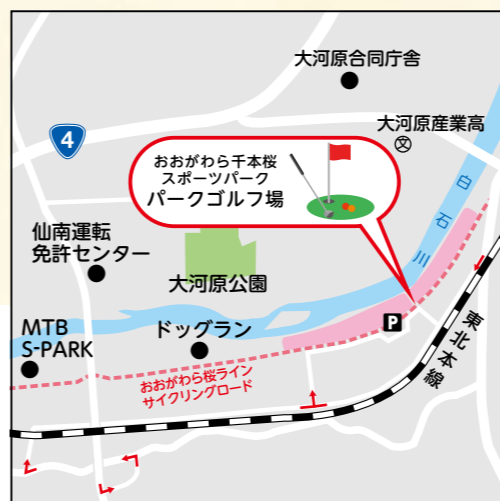 大河原合同庁舎
大河原産業高
文
4
おおがわら千本桜
スポーツパーク
パークゴルフ場
白石川
仙南運転
免許センター
大河原公園
P
MTB
S-PARK
ドッグラン
東北本線
おおがわら桜ライン
サイクリングロード